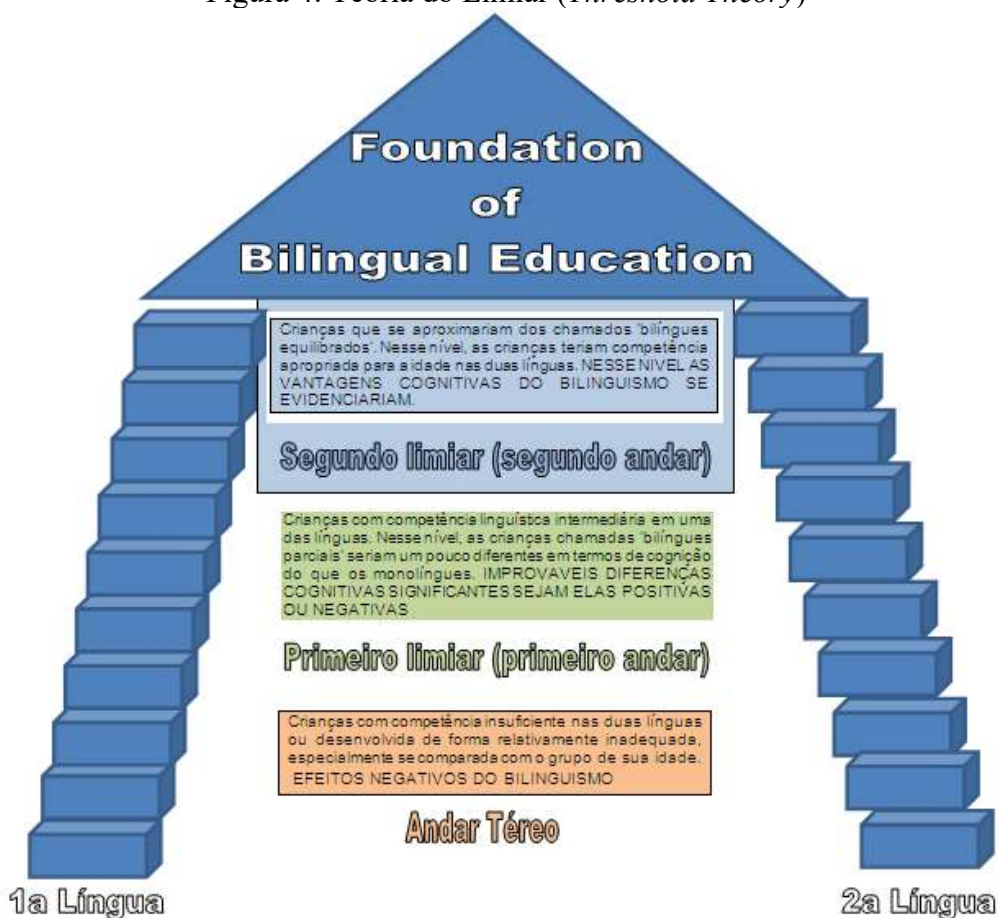 Figura 4: Teoria do Limiar (Threshold Theory)
Foundation
of
Bilingual Education
Crianças que se aproximariam dos chamados 'bilíngues
equilibrados'. Nesse nível, as crianças teriam competência
apropriada para a idade nas duas línguas. NESSE NIVEL AS
VANTAGENS COGNITIVAS DO BILINGUISMO SE
EVIDENCIARIAM.
Segundo limiar (segundo andar)
Crianças com competência linguística intermediária em uma
das línguas. Nesse nível, as crianças chamadas 'bilíngues
parciais' seriam um pouco diferentes em termos de cognição
do que os monolíngues. IMPROVAVEIS DIFERENÇAS
COGNITIVAS SIGNIFICANTES SEJAM ELAS POSITIVAS
OU NEGATIVAS
Primeiro limiar (primeiro andar)
Crianças com competência insuficiente nas duas línguas
ou desenvolvida de forma relativamente inadequada,
especialmente se comparada com o grupo de sua idade.
EFEITOS NEGATIVOS DO BILINGUISMO
Andar Téreo
1a Língua
2a Língua